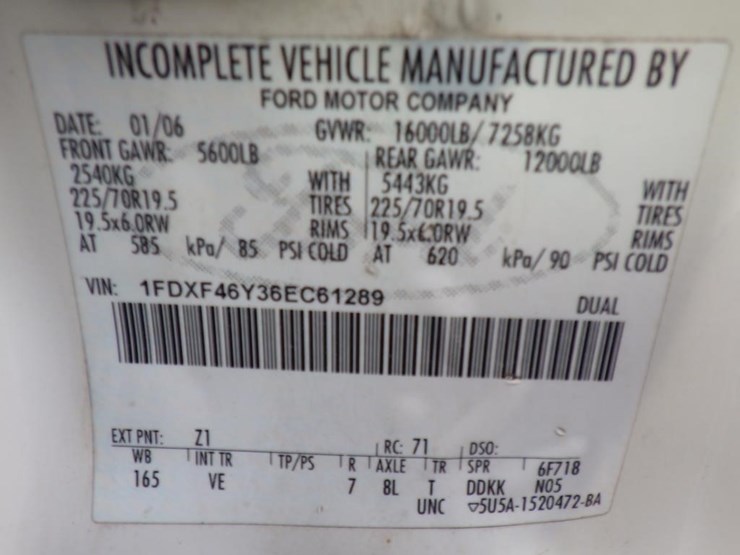 INCOMPLETE VEHICLE MANUFACTURED BY
FORD MOTOR COMPANY
DATE: 01/06 GVWR: 16000LB/ 7258KG
FRONT GAWR: 5600LB REAR GAWR: 12000LB
2540KG WITH 5443KG WITH
225/70R19.5 TIRES 225/70R19.5 TIRES
19.5x6.0RW RIMS 19.5x6.0RW RIMS
AT 585 kPa/ 85 PSI COLD AT 620 kPa/ 90 PSI COLD
VIN: 1FDXF46Y36EC61289 DUAL
EXT PNT: Z1 RC: 71 DSO:
WB INT TR TP/PS R AXLE TR SPR 6F718
165 VE 7 8L T DDKK N05
UNC ▽5U5A-1520472-BA